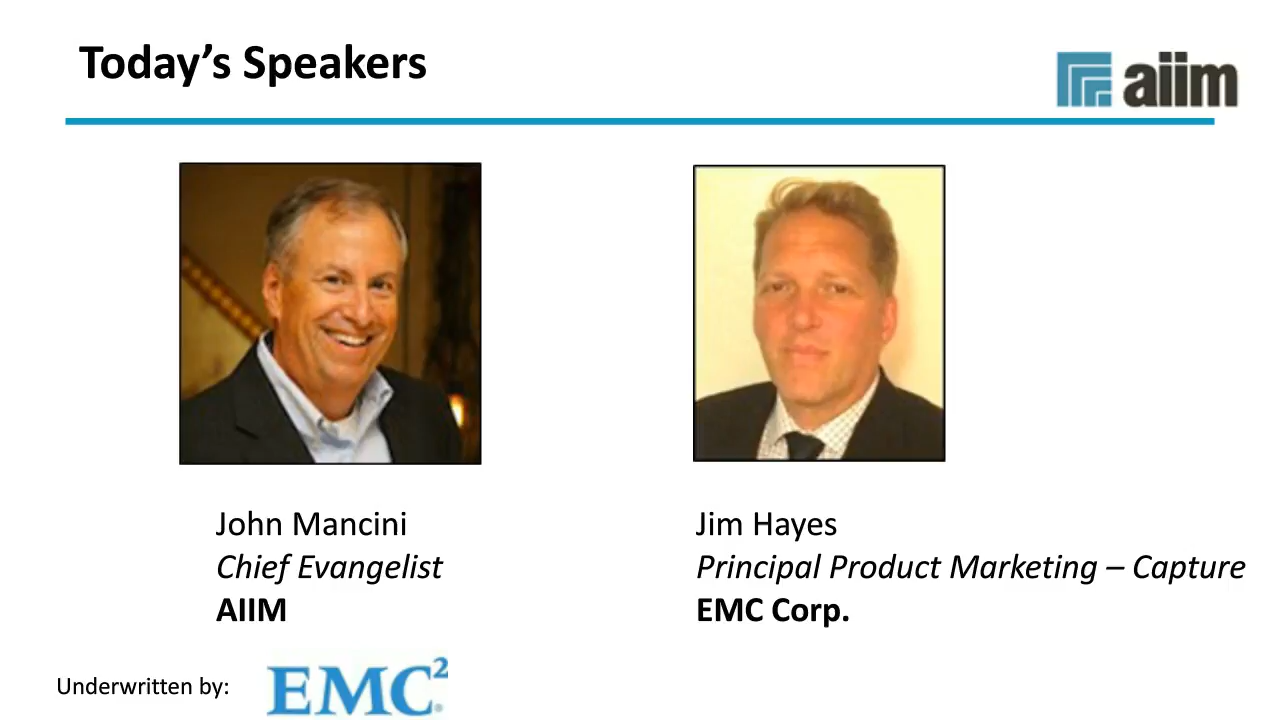 Today's Speakers
aiim
John Mancini
Chief Evangelist
AIIM
Jim Hayes
Principal Product Marketing – Capture
EMC Corp.
Underwritten by:
EMC²